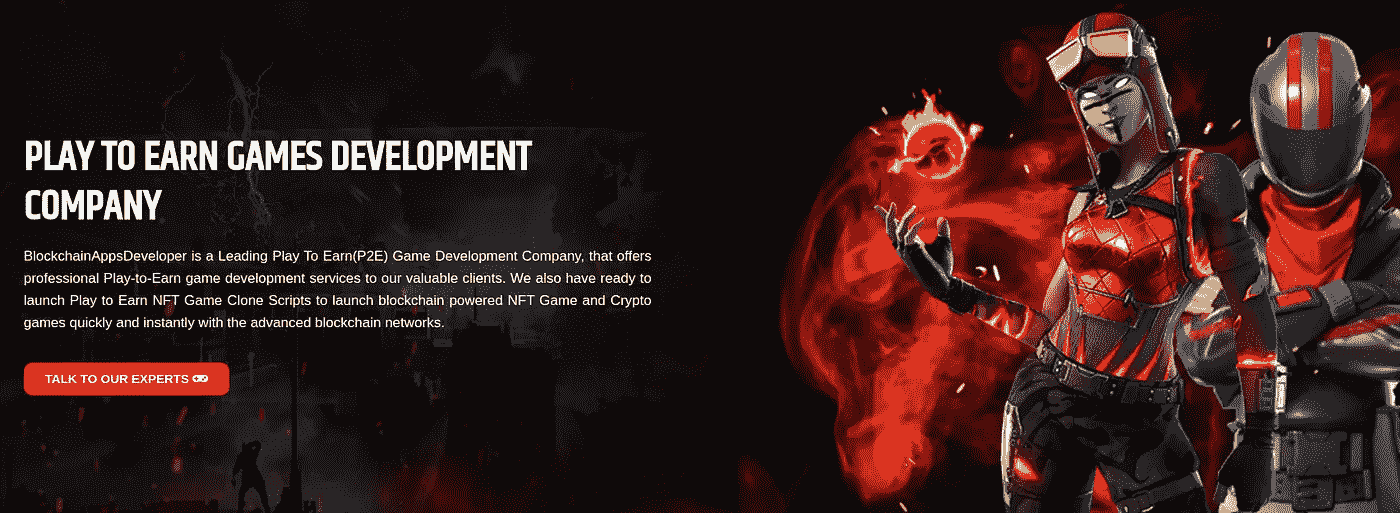 PLAY TO EARN GAMES DEVELOPMENT
COMPANY
BlockchainAppsDeveloper is a Leading Play To Earn(P2E) Game Development Company, that offers
professional Play-to-Earn game development services to our valuable clients. We also have ready to
launch Play to Earn NFT Game Clone Scripts to launch blockchain powered NFT Game and Crypto
games quickly and instantly with the advanced blockchain networks.
TALK TO OUR EXPERTS